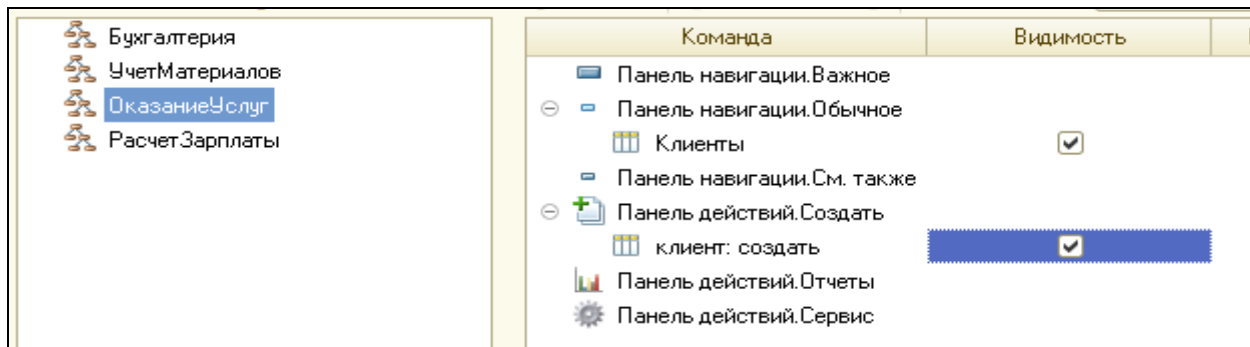 Бухгалтерия
УчетМатериалов
ОказаниеУслуг
РасчетЗарплаты
Команда Видимость
Панель навигации.Важное
Панель навигации.Обычное
Клиенты
Панель навигации.См. также
Панель действий.Создать
клиент: создать
Панель действий.Отчеты
Панель действий.Сервис